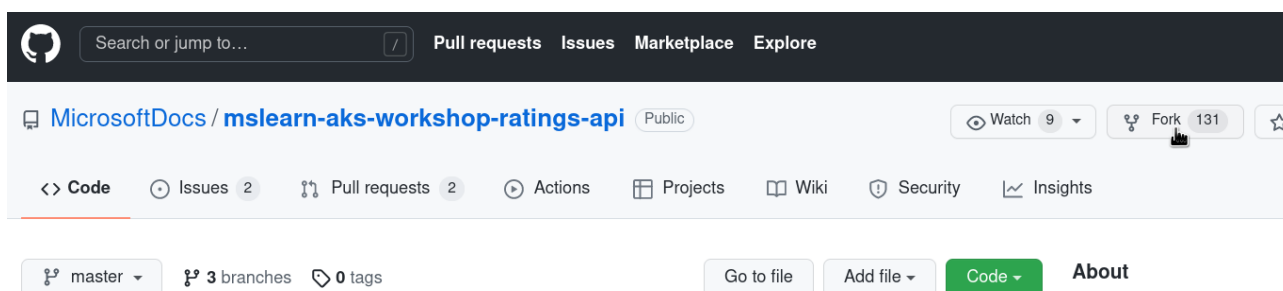 Search or jump to... / Pull requests Issues Marketplace Explore
MicrosoftDocs / mslearn-aks-workshop-ratings-api Public Watch 9 Fork 131
<> Code Issues 2 Pull requests 2 Actions Projects Wiki Security Insights
master 3 branches 0 tags Go to file Add file Code About